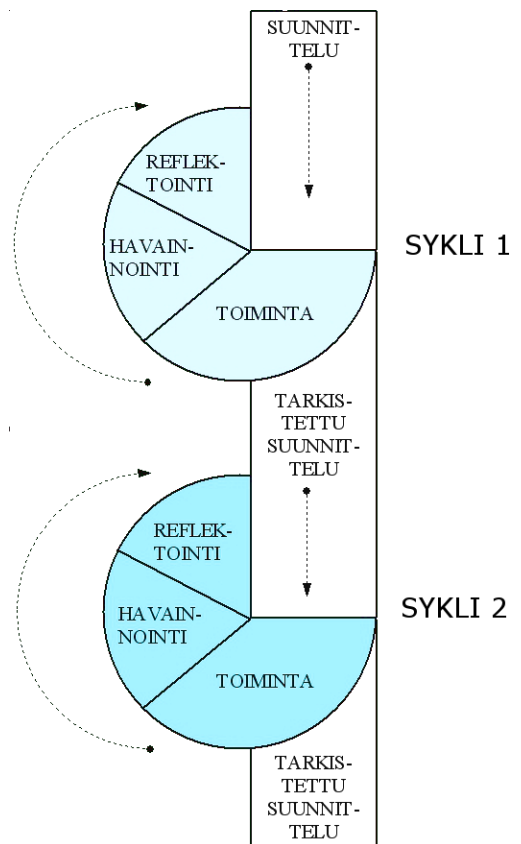 SUUNNIT-
TELU
REFLEK-
TOINTI
HAVAIN-
NOINTI
TOIMINTA
SYKLI 1
TARKIS-
TETTU
SUUNNIT-
TELU
REFLEK-
TOINTI
HAVAIN-
NOINTI
TOIMINTA
SYKLI 2
TARKIS-
TETTU
SUUNNIT-
TELU